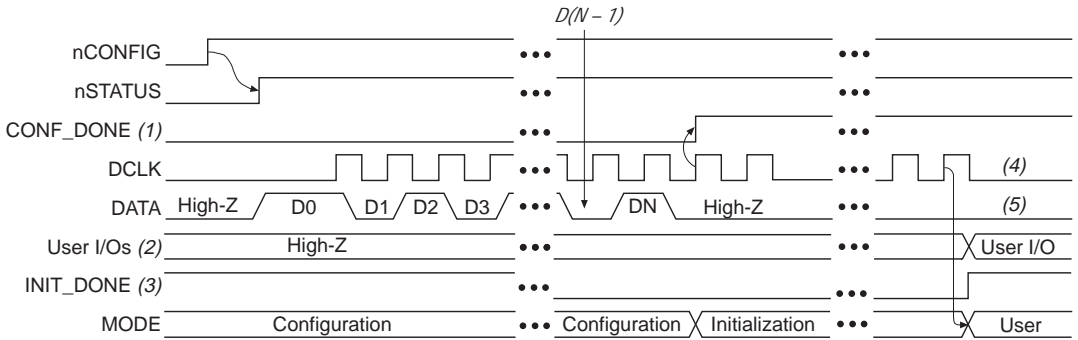 D(N – 1)
nCONFIG
nSTATUS
CONF_DONE (1)
DCLK (4)
DATA High-Z D0 D1 D2 D3 DN High-Z (5)
User I/Os (2) High-Z User I/O
INIT_DONE (3)
MODE Configuration Configuration Initialization User